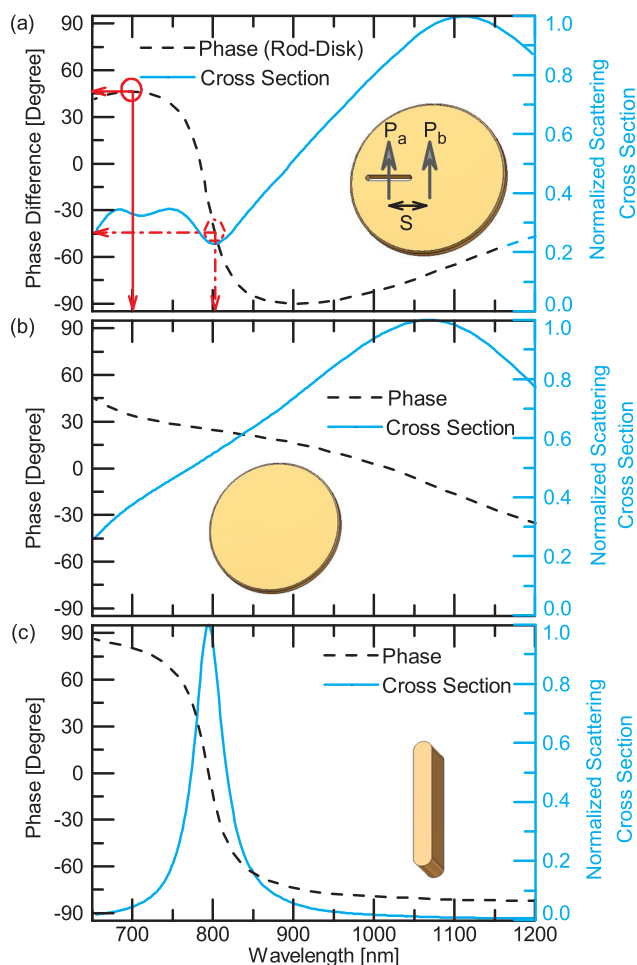 (a)
90
60
30
0
-30
-60
-90
Phase Difference [Degree]
Phase (Rod-Disk)
Cross Section
Pa Pb
S
1.0
0.8
0.6
0.4
0.2
0.0
Normalized Scattering
Cross Section
(b)
90
60
30
0
-30
-60
-90
Phase [Degree]
Phase
Cross Section
1.0
0.8
0.6
0.4
0.2
0.0
Normalized Scattering
Cross Section
(c)
90
60
30
0
-30
-60
-90
Phase [Degree]
Phase
Cross Section
1.0
0.8
0.6
0.4
0.2
0.0
Normalized Scattering
Cross Section
700 800 900 1000 1100 1200
Wavelength [nm]